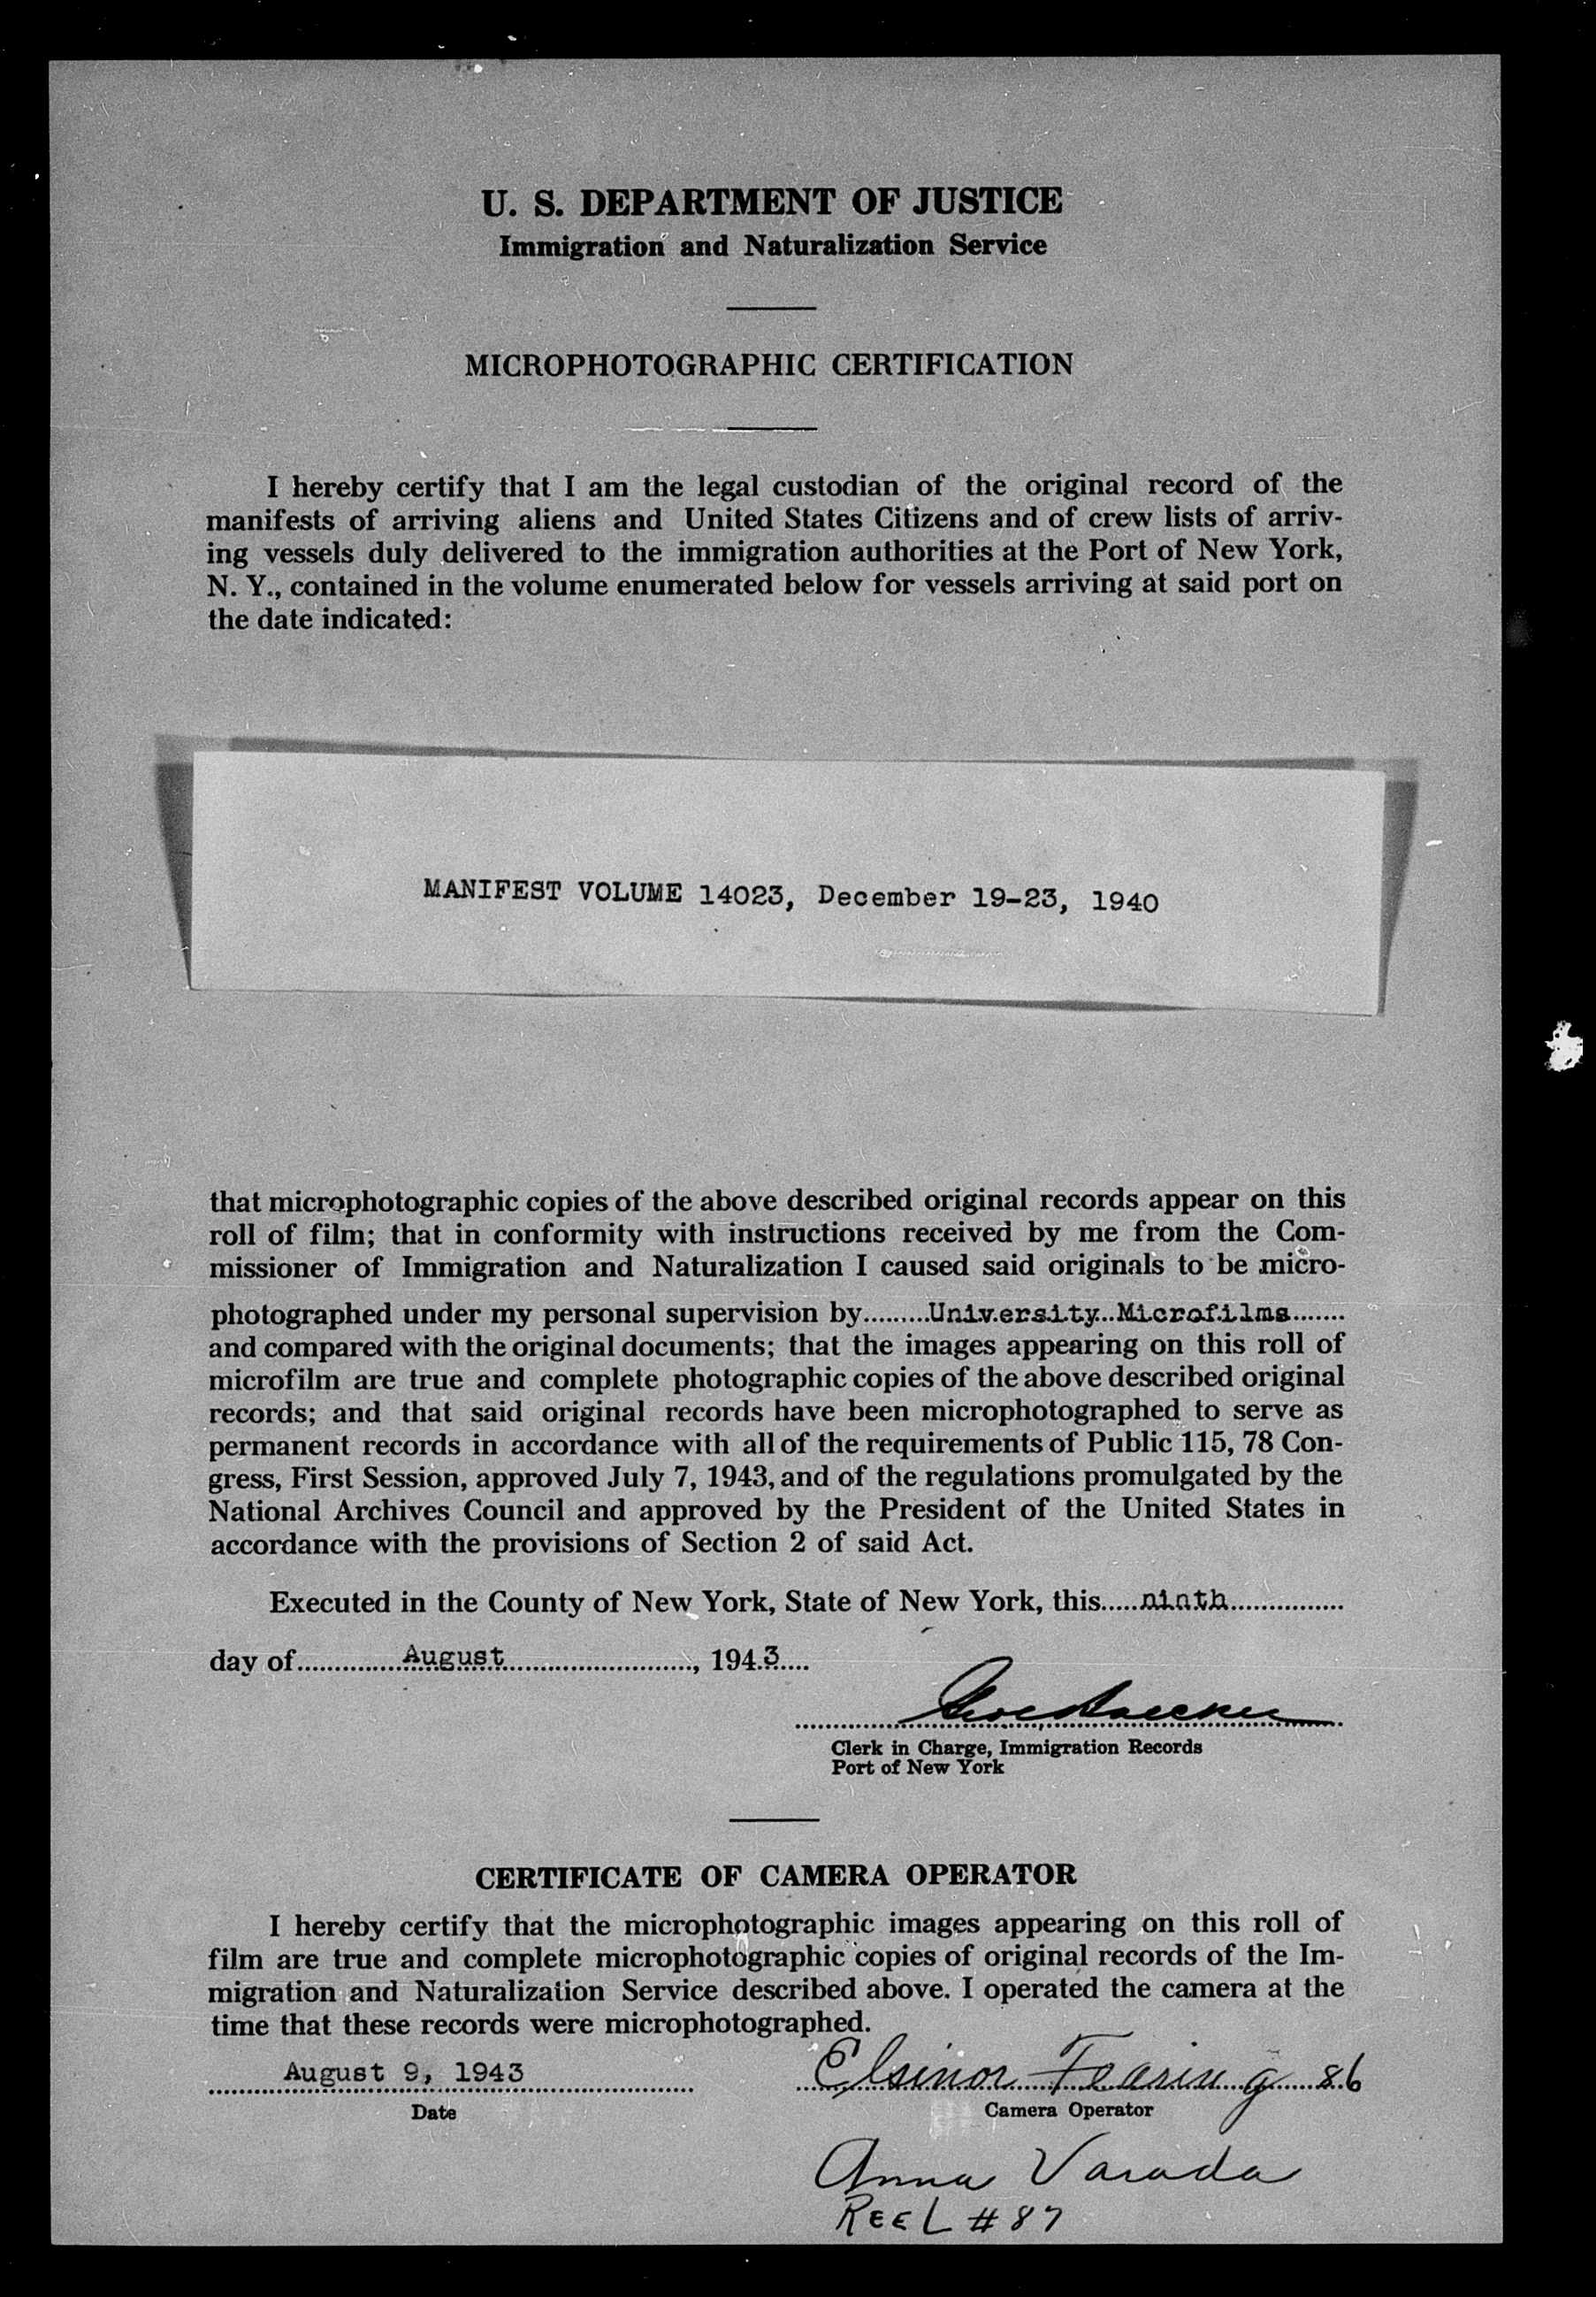 U. S. DEPARTMENT OF JUSTICE
Immigration and Naturalization Service
MICROPHOTOGRAPHIC CERTIFICATION
I hereby certify that I am the legal custodian of the original record of the
manifests of arriving aliens and United States Citizens and of crew lists of arriv-
ing vessels duly delivered to the immigration authorities at the Port of New York,
N. Y., contained in the volume enumerated below for vessels arriving at said port on
the date indicated:
MANIFEST VOLUME 14023, December 19-23, 1940
that microphotographic copies of the above described original records appear on this
roll of film; that in conformity with instructions received by me from the Com-
missioner of Immigration and Naturalization I caused said originals to be micro-
photographed under my personal supervision by University Microfilms
and compared with the original documents; that the images appearing on this roll of
microfilm are true and complete photographic copies of the above described original
records; and that said original records have been microphotographed to serve as
permanent records in accordance with all of the requirements of Public 115, 78 Con-
gress, First Session, approved July 7, 1943, and of the regulations promulgated by the
National Archives Council and approved by the President of the United States in
accordance with the provisions of Section 2 of said Act.
Executed in the County of New York, State of New York, this ninth
day of August, 1943
Clerk in Charge, Immigration Records
Port of New York
CERTIFICATE OF CAMERA OPERATOR
I hereby certify that the microphotographic images appearing on this roll of
film are true and complete microphotographic copies of original records of the Im-
migration and Naturalization Service described above. I operated the camera at the
time that these records were microphotographed.
August 9, 1943 Elsinor Fearing 86
Date Camera Operator
Anna Varada
REEL # 87